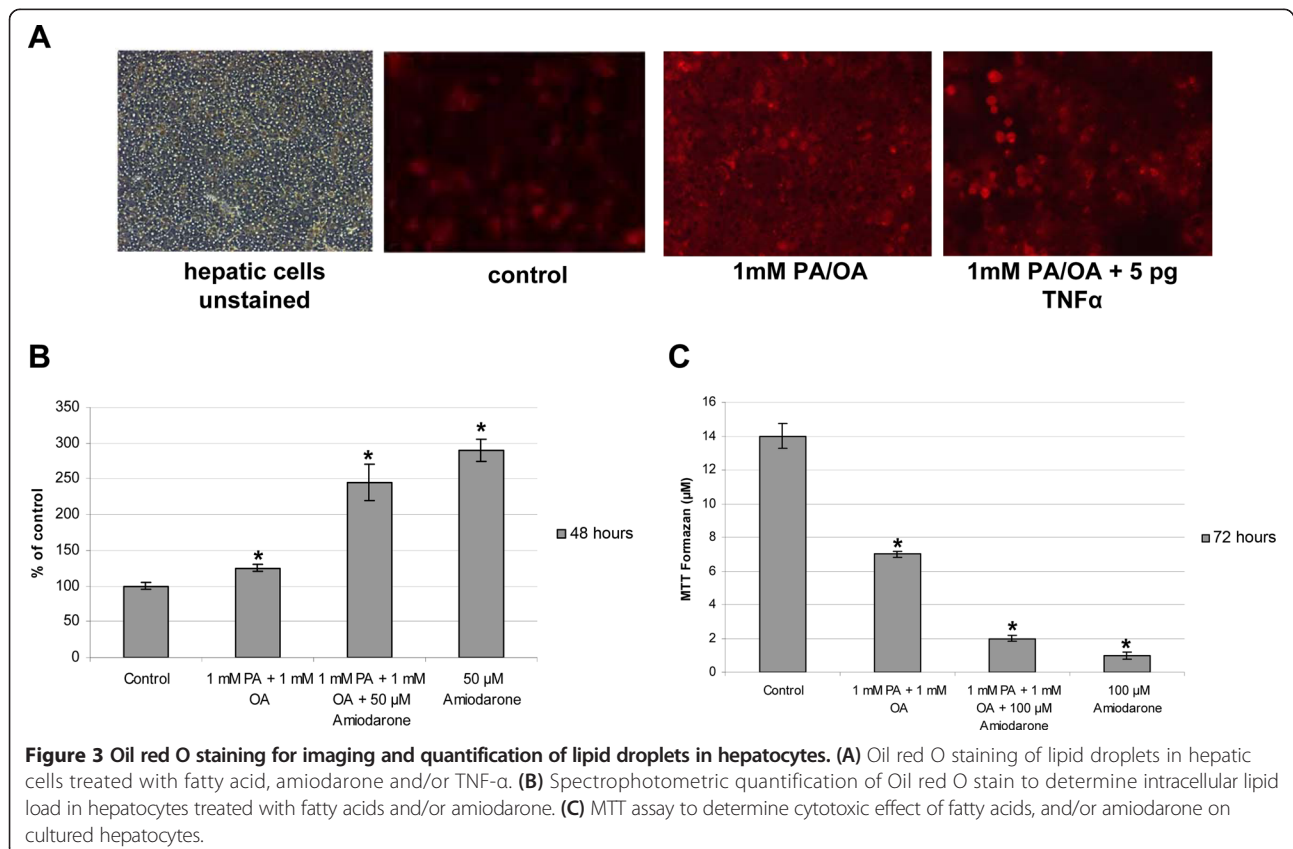 A
hepatic cells
unstained
control
1mM PA/OA
1mM PA/OA + 5 pg
TNFα
B
% of control
350
300
250
200
150
100
50
0
*
*
*
Control
1 mM PA + 1 mM
OA
1 mM PA + 1 mM
OA + 50 µM
Amiodarone
50 µM
Amiodarone
48 hours
C
MTT Formazan (µM)
16
14
12
10
8
6
4
2
0
*
*
*
Control
1 mM PA + 1 mM
OA
1 mM PA + 1 mM
OA + 100 µM
Amiodarone
100 µM
Amiodarone
72 hours
Figure 3 Oil red O staining for imaging and quantification of lipid droplets in hepatocytes. (A) Oil red O staining of lipid droplets in hepatic
cells treated with fatty acid, amiodarone and/or TNF-α. (B) Spectrophotometric quantification of Oil red O stain to determine intracellular lipid
load in hepatocytes treated with fatty acids and/or amiodarone. (C) MTT assay to determine cytotoxic effect of fatty acids, and/or amiodarone on
cultured hepatocytes.